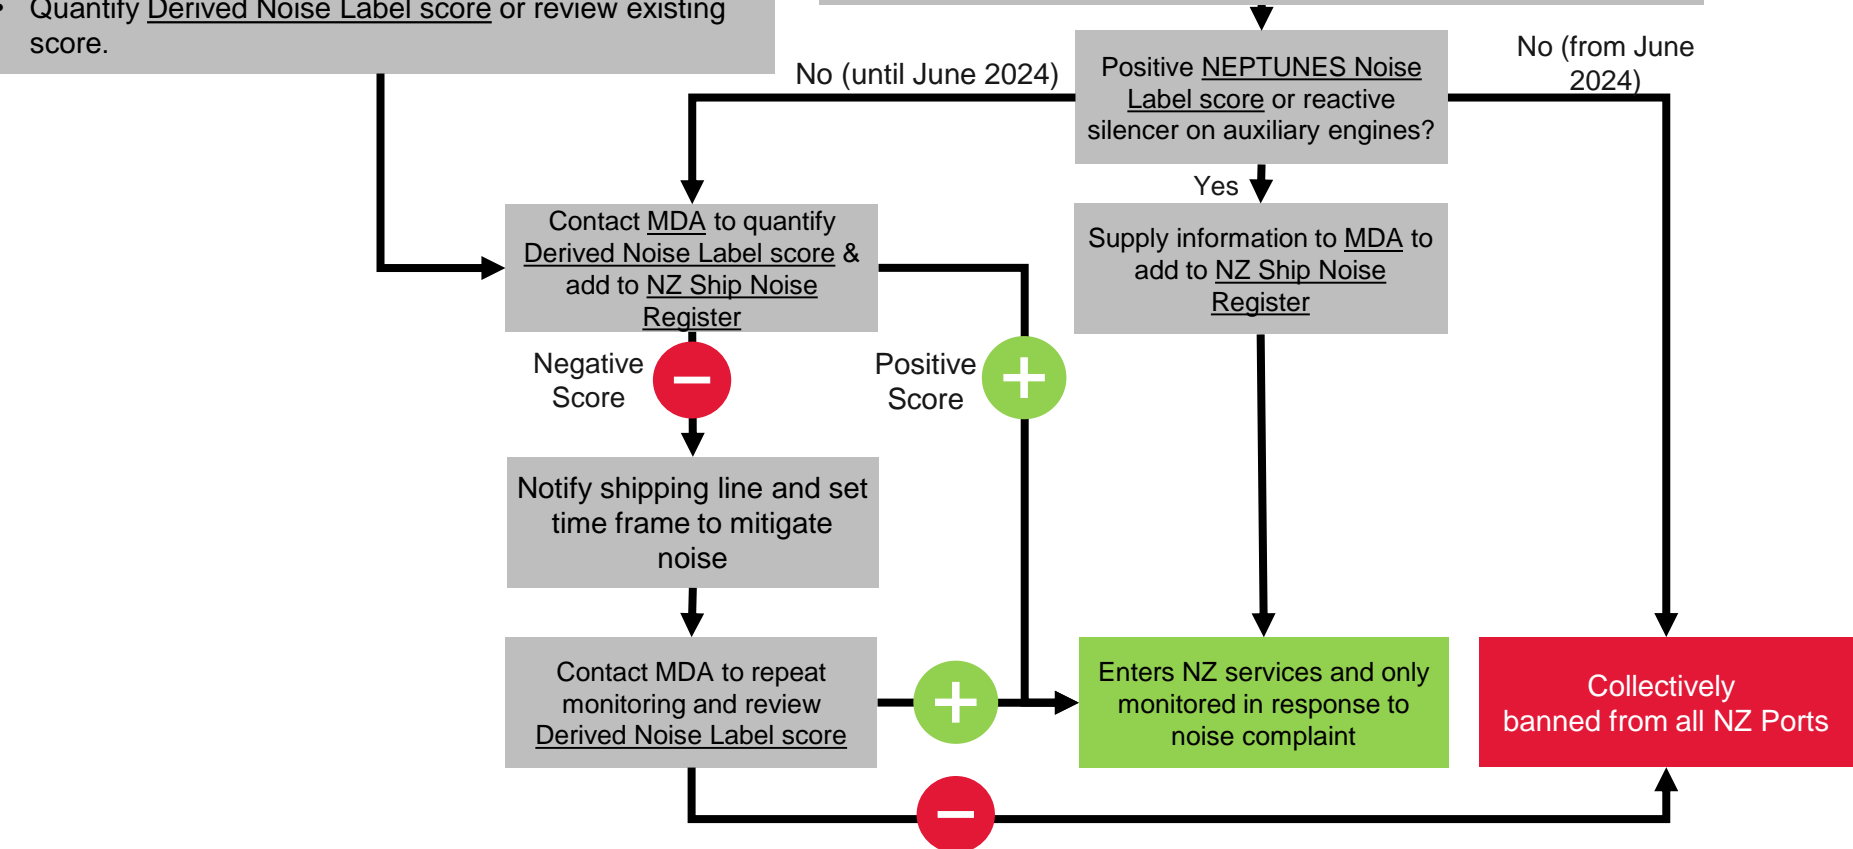 • Quantify Derived Noise Label score or review existing
score.
No (until June 2024)
Positive NEPTUNES Noise
Label score or reactive
silencer on auxiliary engines?
No (from June
2024)
Yes
Contact MDA to quantify
Derived Noise Label score &
add to NZ Ship Noise
Register
Supply information to MDA to
add to NZ Ship Noise
Register
Negative
Score
Positive
Score
Notify shipping line and set
time frame to mitigate
noise
Contact MDA to repeat
monitoring and review
Derived Noise Label score
Enters NZ services and only
monitored in response to
noise complaint
Collectively
banned from all NZ Ports